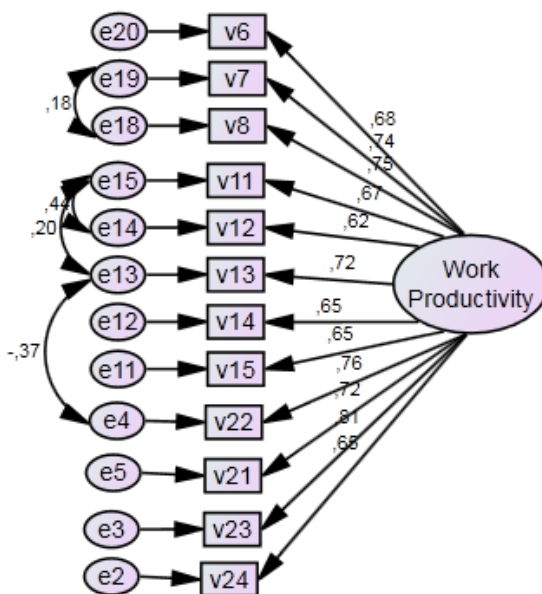 e20 v6
e19 v7
,18
e18 v8
,68
,74
,75
e15 v11
,67
,44
,20
e14 v12
,62
e13 v13
,72
Work
Productivity
e12 v14
,65
e11 v15
,65
-,37
,76
e4 v22
,72
,81
e5 v21
,65
e3 v23
e2 v24